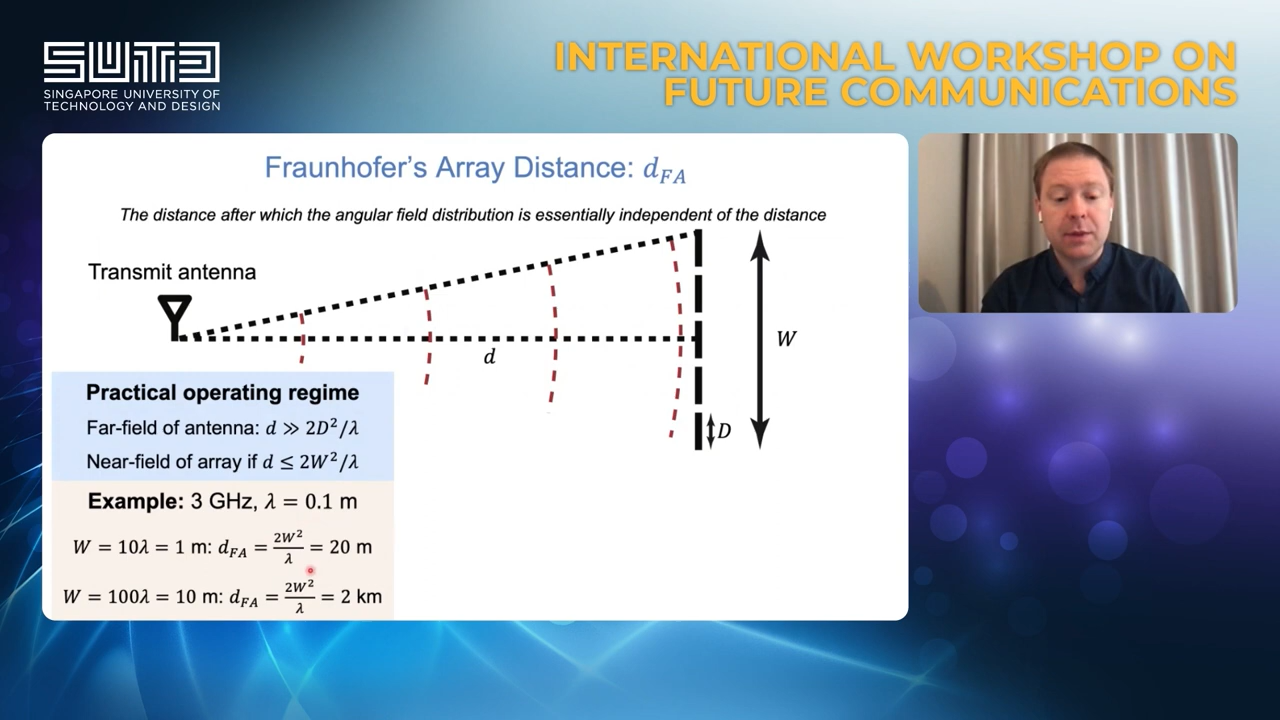 SUTD
SINGAPORE UNIVERSITY OF
TECHNOLOGY AND DESIGN
INTERNATIONAL WORKSHOP ON
FUTURE COMMUNICATIONS
Fraunhofer's Array Distance: d_FA
The distance after which the angular field distribution is essentially independent of the distance
Transmit antenna
d
W
D
Practical operating regime
Far-field of antenna: d ≫ 2D²/λ
Near-field of array if d ≤ 2W²/λ
Example: 3 GHz, λ = 0.1 m
W = 10λ = 1 m: d_FA = 2W²/λ = 20 m
W = 100λ = 10 m: d_FA = 2W²/λ = 2 km